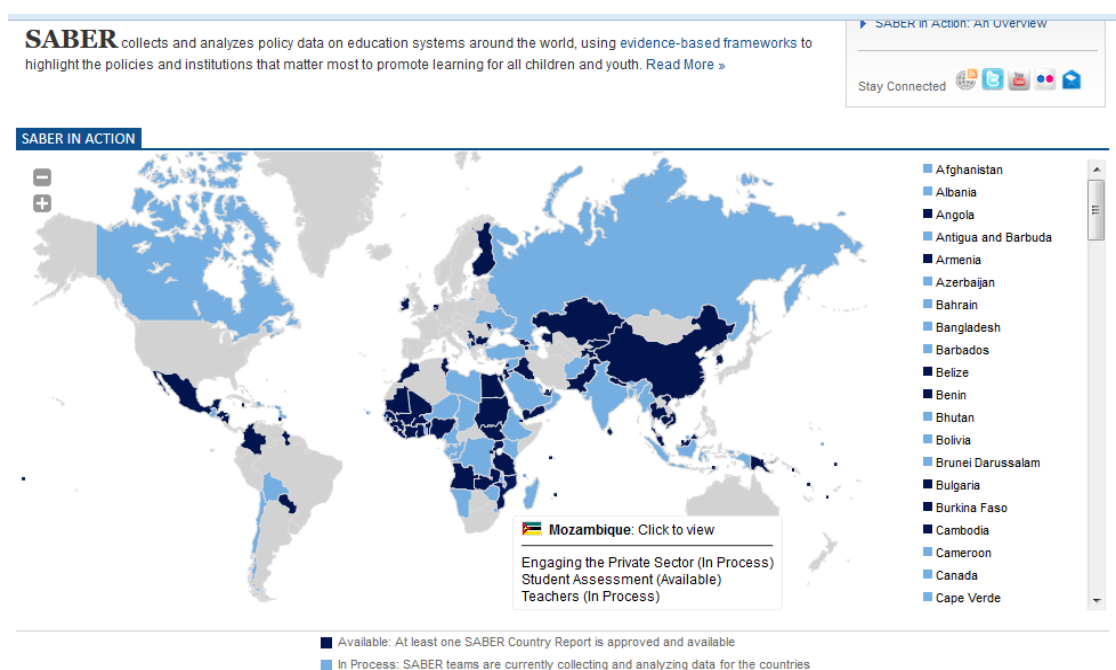 SABER in Action: An Overview
SABER collects and analyzes policy data on education systems around the world, using evidence-based frameworks to
highlight the policies and institutions that matter most to promote learning for all children and youth. Read More »
Stay Connected
SABER IN ACTION
Afghanistan
Albania
Angola
Antigua and Barbuda
Armenia
Azerbaijan
Bahrain
Bangladesh
Barbados
Belize
Benin
Bhutan
Bolivia
Brunei Darussalam
Bulgaria
Burkina Faso
Cambodia
Cameroon
Canada
Cape Verde
Mozambique: Click to view
Engaging the Private Sector (In Process)
Student Assessment (Available)
Teachers (In Process)
Available: At least one SABER Country Report is approved and available
In Process: SABER teams are currently collecting and analyzing data for the countries